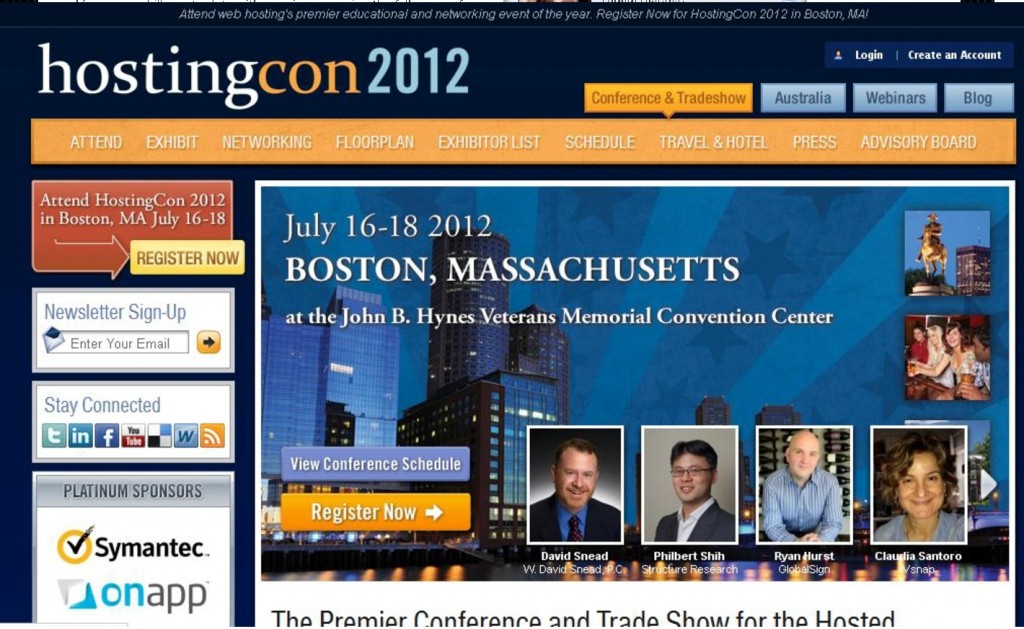 Attend web hosting's premier educational and networking event of the year. Register Now for HostingCon 2012 in Boston, MA!
hostingcon 2012
Login | Create an Account
Conference & Tradeshow
Australia
Webinars
Blog
ATTEND EXHIBIT NETWORKING FLOORPLAN EXHIBITOR LIST SCHEDULE TRAVEL & HOTEL PRESS ADVISORY BOARD
Attend HostingCon 2012
in Boston, MA July 16-18
REGISTER NOW
Newsletter Sign-Up
Enter Your Email
Stay Connected
You
Tube
PLATINUM SPONSORS
Symantec.
onapp
July 16-18 2012
BOSTON, MASSACHUSETTS
at the John B. Hynes Veterans Memorial Convention Center
View Conference Schedule
Register Now
David Snead
W. David Snead, P.C.
Philbert Shih
Structure Research
Ryan Hurst
GlobalSign
Claudia Santoro
Vsnap
The Premier Conference and Trade Show for the Hosted